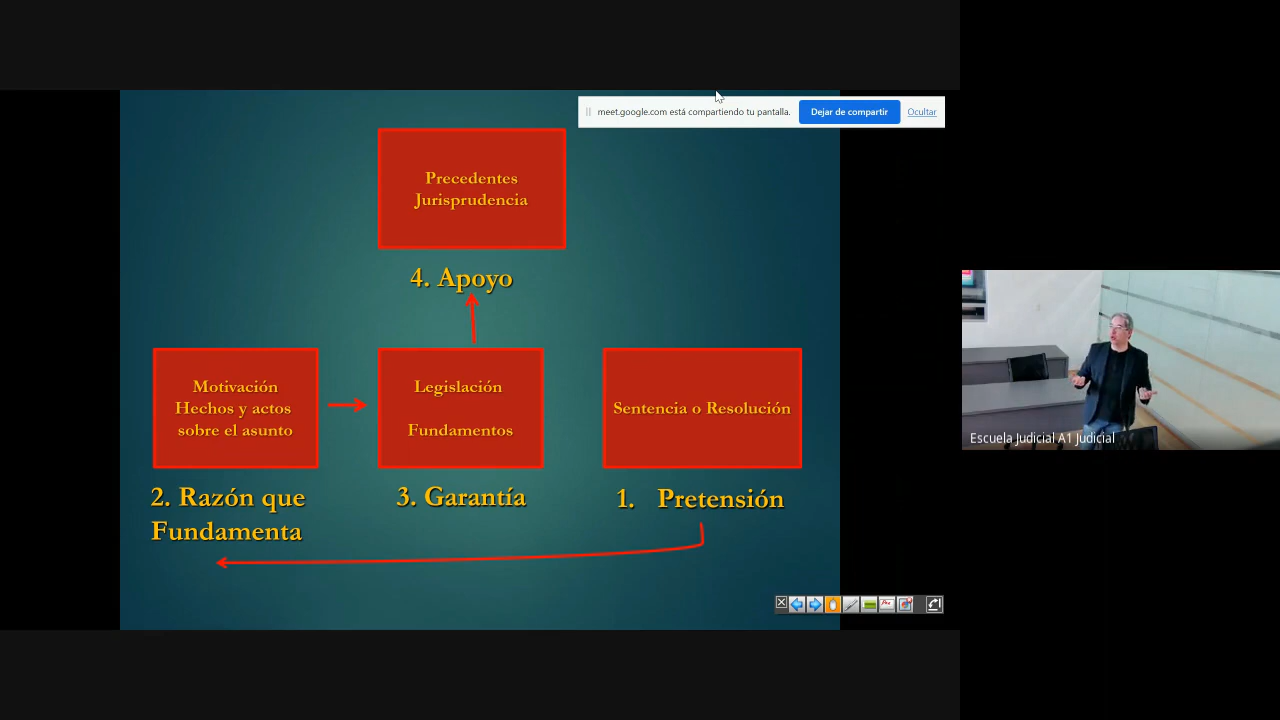 meet.google.com está compartiendo tu pantalla.
Dejar de compartir
Ocultar
Precedentes
Jurisprudencia
4. Apoyo
Motivación
Hechos y actos
sobre el asunto
2. Razón que
Fundamenta
Legislación
Fundamentos
3. Garantía
Sentencia o Resolución
1. Pretensión
Escuela Judicial A1 Judicial